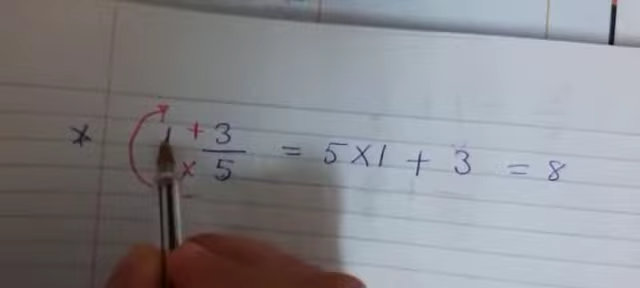 * 1 + 3/5 × = 5×1 + 3 = 8